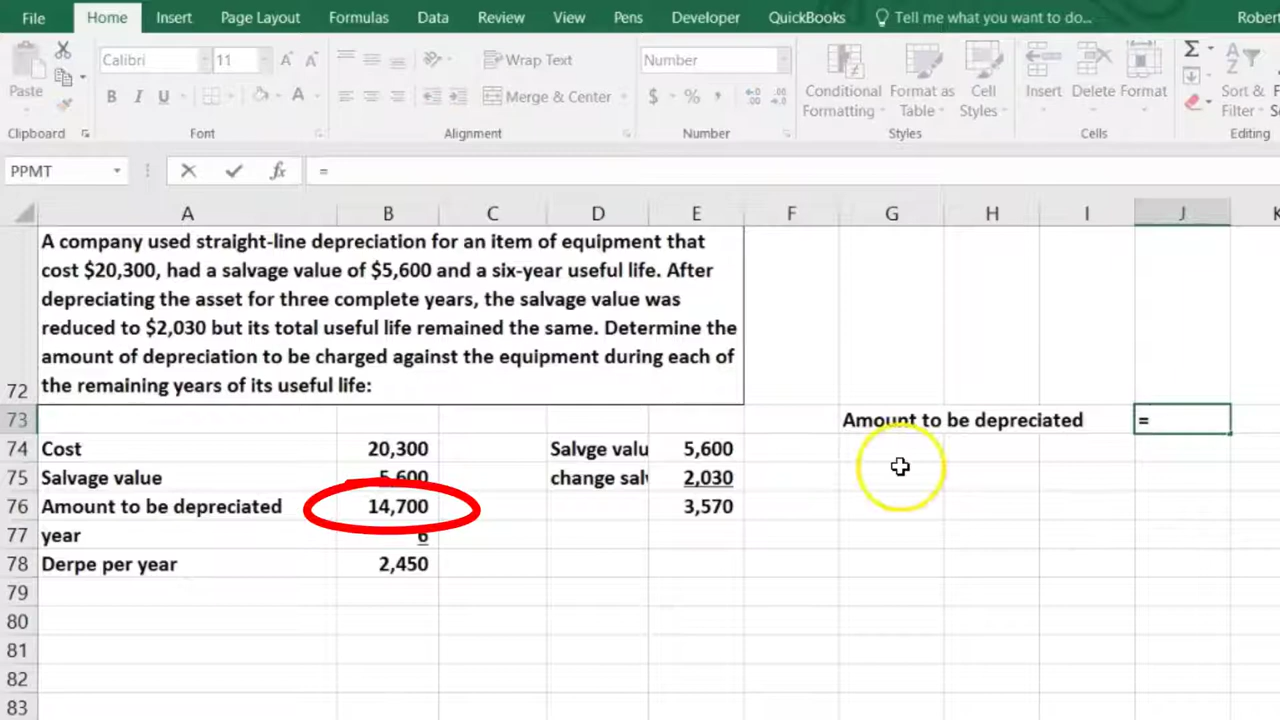 File Home Insert Page Layout Formulas Data Review View Pens Developer QuickBooks Tell me what you want to do... Rober
Calibri 11 Wrap Text Number
Paste B I U Merge & Center $ % , Conditional Formatting Format as Table Cell Styles Insert Delete Format Sort & Filter
Clipboard Font Alignment Number Styles Cells Editing
PPMT =
A B C D E F G H I J K
A company used straight-line depreciation for an item of equipment that
cost $20,300, had a salvage value of $5,600 and a six-year useful life. After
depreciating the asset for three complete years, the salvage value was
reduced to $2,030 but its total useful life remained the same. Determine the
amount of depreciation to be charged against the equipment during each of
72 the remaining years of its useful life:
73 Amount to be depreciated =
74 Cost 20,300 Salvge valu 5,600
75 Salvage value 5,600 change sal 2,030
76 Amount to be depreciated 14,700 3,570
77 year 6
78 Derpe per year 2,450
79
80
81
82
83